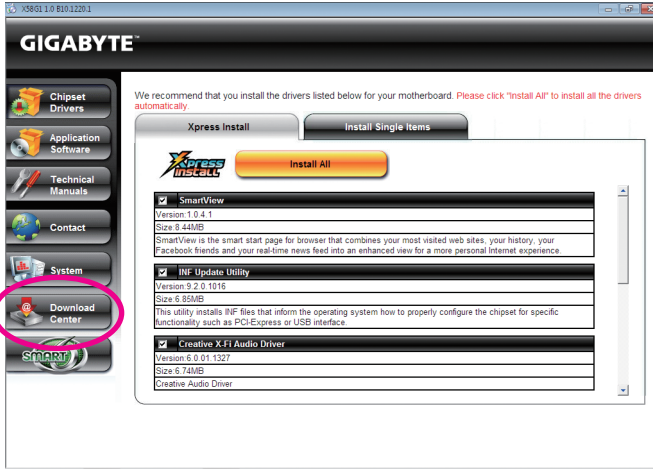 X58G1 1.0 B10.1220.1
GIGABYTE™
Chipset
Drivers
Application
Software
Technical
Manuals
Contact
System
Download
Center
SMART
We recommend that you install the drivers listed below for your motherboard. Please click "Install All" to install all the drivers
automatically.
Xpress Install
Install Single Items
Xpress
Install
Install All
SmartView
Version:1.0.4.1
Size:8.44MB
SmartView is the smart start page for browser that combines your most visited web sites, your history, your
Facebook friends and your real-time news feed into an enhanced view for a more personal Internet experience.
INF Update Utility
Version:9.2.0.1016
Size:6.85MB
This utility installs INF files that inform the operating system how to properly configure the chipset for specific
functionality such as PCI-Express or USB interface.
Creative X-Fi Audio Driver
Version:6.0.01.1327
Size:6.74MB
Creative Audio Driver